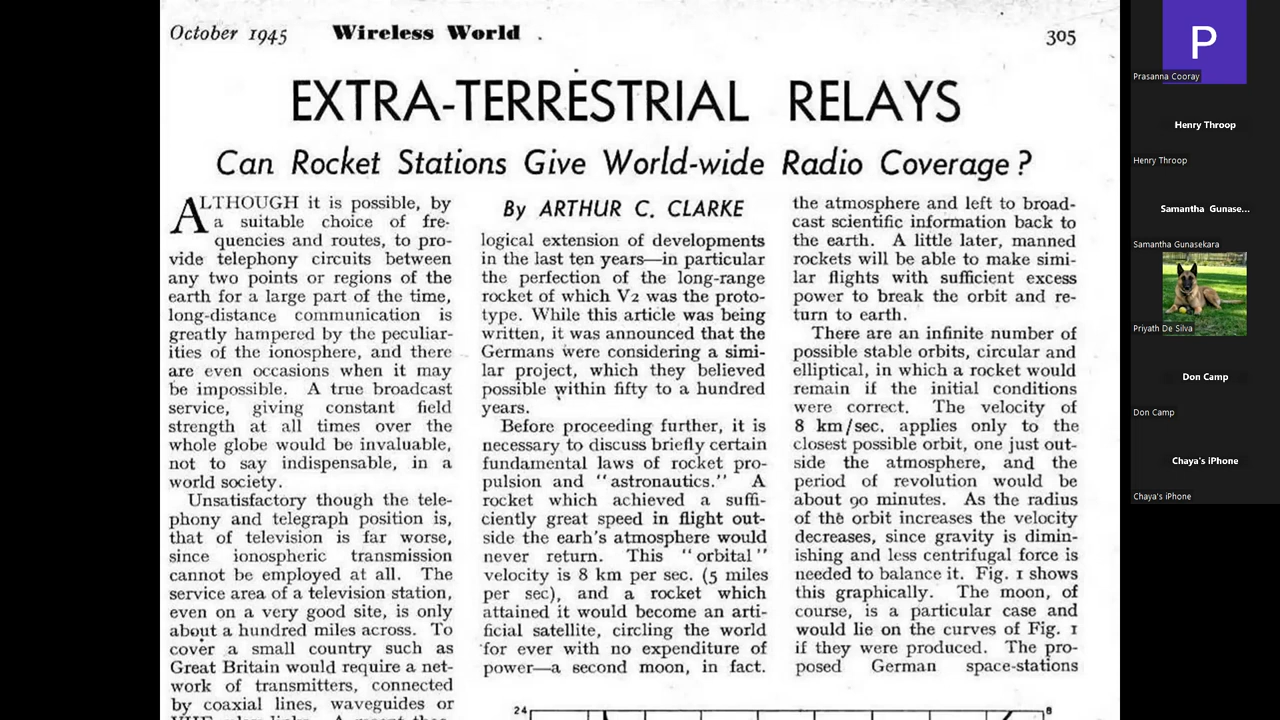 October 1945 Wireless World 305
EXTRA-TERRESTRIAL RELAYS
Can Rocket Stations Give World-wide Radio Coverage?
By ARTHUR C. CLARKE
ALTHOUGH it is possible, by
a suitable choice of fre-
quencies and routes, to pro-
vide telephony circuits between
any two points or regions of the
earth for a large part of the time,
long-distance communication is
greatly hampered by the peculiar-
ities of the ionosphere, and there
are even occasions when it may
be impossible. A true broadcast
service, giving constant field
strength at all times over the
whole globe would be invaluable,
not to say indispensable, in a
world society.
Unsatisfactory though the tele-
phony and telegraph position is,
that of television is far worse,
since ionospheric transmission
cannot be employed at all. The
service area of a television station,
even on a very good site, is only
about a hundred miles across. To
cover a small country such as
Great Britain would require a net-
work of transmitters, connected
by coaxial lines, waveguides or
logical extension of developments
in the last ten years—in particular
the perfection of the long-range
rocket of which V2 was the proto-
type. While this article was being
written, it was announced that the
Germans were considering a simi-
lar project, which they believed
possible within fifty to a hundred
years.
Before proceeding further, it is
necessary to discuss briefly certain
fundamental laws of rocket pro-
pulsion and "astronautics." A
rocket which achieved a suffi-
ciently great speed in flight out-
side the earh's atmosphere would
never return. This "orbital"
velocity is 8 km per sec. (5 miles
per sec), and a rocket which
attained it would become an arti-
ficial satellite, circling the world
for ever with no expenditure of
power—a second moon, in fact.
the atmosphere and left to broad-
cast scientific information back to
the earth. A little later, manned
rockets will be able to make simi-
lar flights with sufficient excess
power to break the orbit and re-
turn to earth.
There are an infinite number of
possible stable orbits, circular and
elliptical, in which a rocket would
remain if the initial conditions
were correct. The velocity of
8 km/sec. applies only to the
closest possible orbit, one just out-
side the atmosphere, and the
period of revolution would be
about 90 minutes. As the radius
of the orbit increases the velocity
decreases, since gravity is dimin-
ishing and less centrifugal force is
needed to balance it. Fig. 1 shows
this graphically. The moon, of
course, is a particular case and
would lie on the curves of Fig. 1
if they were produced. The pro-
posed German space-stations
24 8
P
Prasanna Cooray
Henry Throop
Henry Throop
Samantha Gunase...
Samantha Gunasekara
Priyath De Silva
Don Camp
Don Camp
Chaya's iPhone
Chaya's iPhone